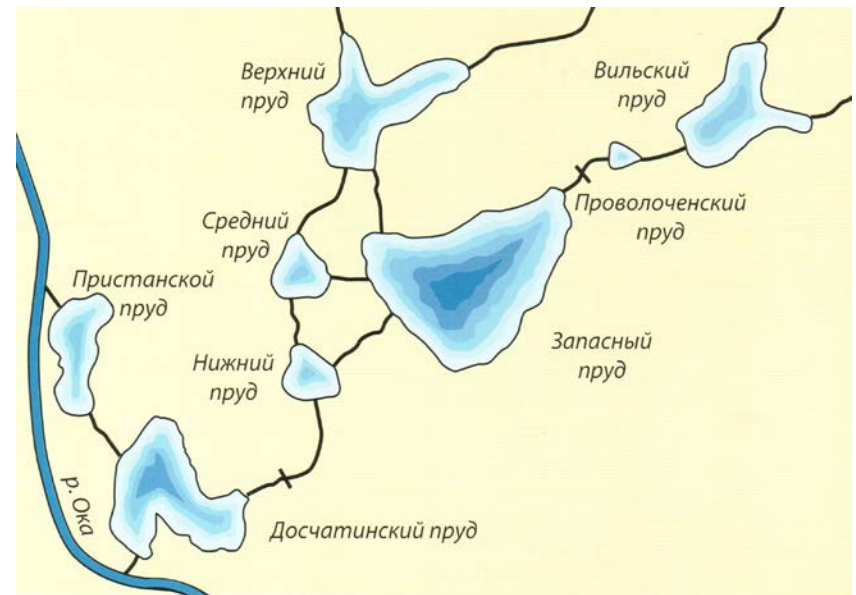 Верхний
пруд
Вильский
пруд
Проволоченский
пруд
Средний
пруд
Пристанской
пруд
Запасный
пруд
Нижний
пруд
р. Ока
Досчатинский пруд